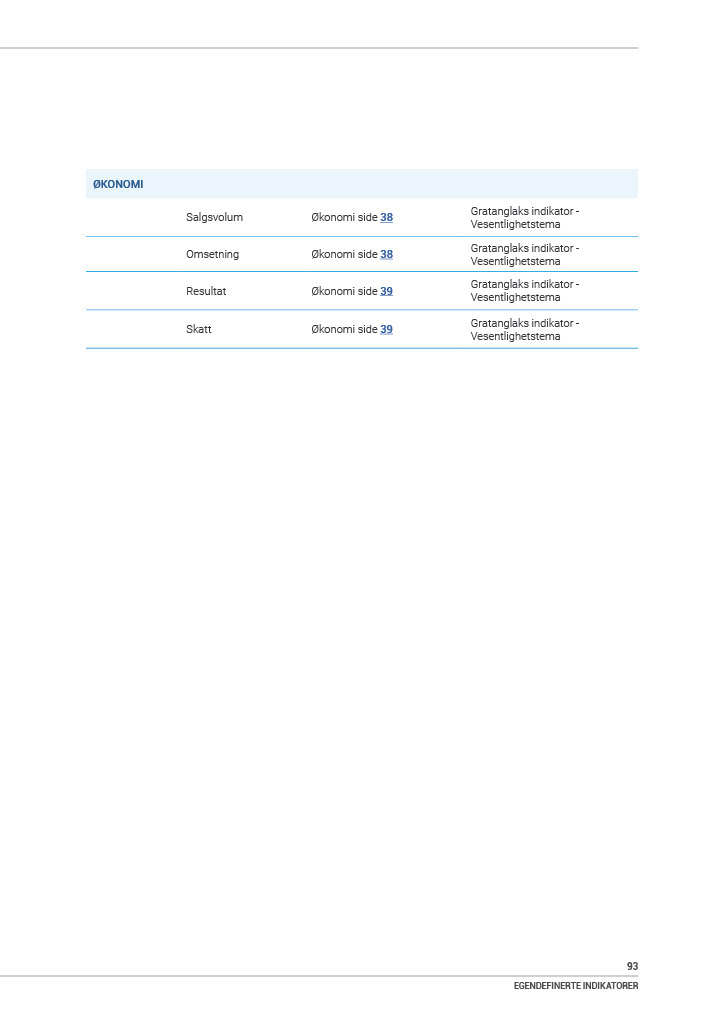 ØKONOMI
Salgsvolum Økonomi side 38 Gratanglaks indikator -
Vesentlighetstema
Omsetning Økonomi side 38 Gratanglaks indikator -
Vesentlighetstema
Resultat Økonomi side 39 Gratanglaks indikator -
Vesentlighetstema
Skatt Økonomi side 39 Gratanglaks indikator -
Vesentlighetstema
93
EGENDEFINERTE INDIKATORER